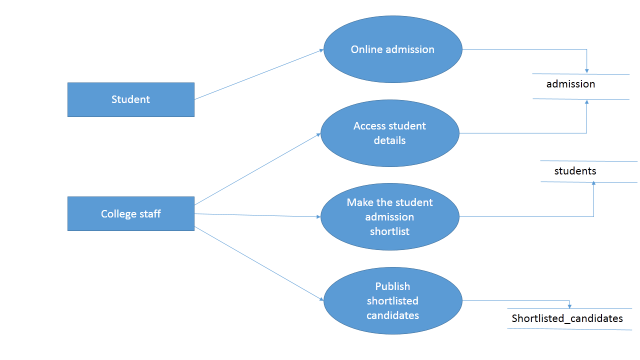 Online admission
admission
Student
Access student
details
students
College staff
Make the student
admission
shortlist
Publish
shortlisted
candidates
Shortlisted_candidates